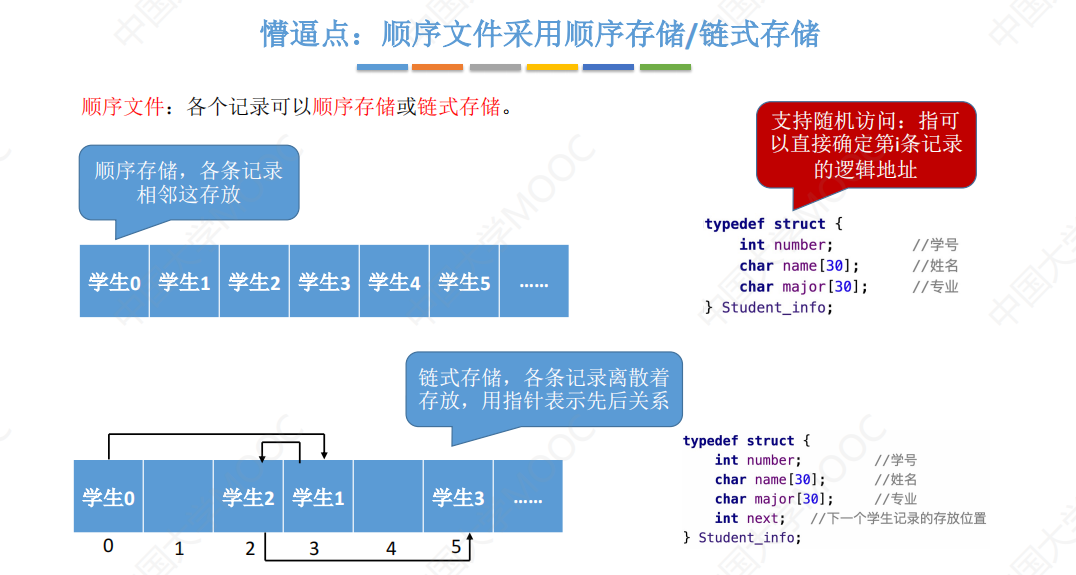 懵逼点：顺序文件采用顺序存储/链式存储
顺序文件：各个记录可以顺序存储或链式存储。
支持随机访问：指可
以直接确定第i条记录
的逻辑地址
顺序存储，各条记录
相邻这存放
typedef struct {
int number; //学号
char name[30]; //姓名
char major[30]; //专业
} Student_info;
学生0 学生1 学生2 学生3 学生4 学生5 ……
链式存储，各条记录离散着
存放，用指针表示先后关系
typedef struct {
int number; //学号
char name[30]; //姓名
char major[30]; //专业
int next; //下一个学生记录的存放位置
} Student_info;
学生0 学生2 学生1 学生3 ……
0 1 2 3 4 5
中国大学MOOC